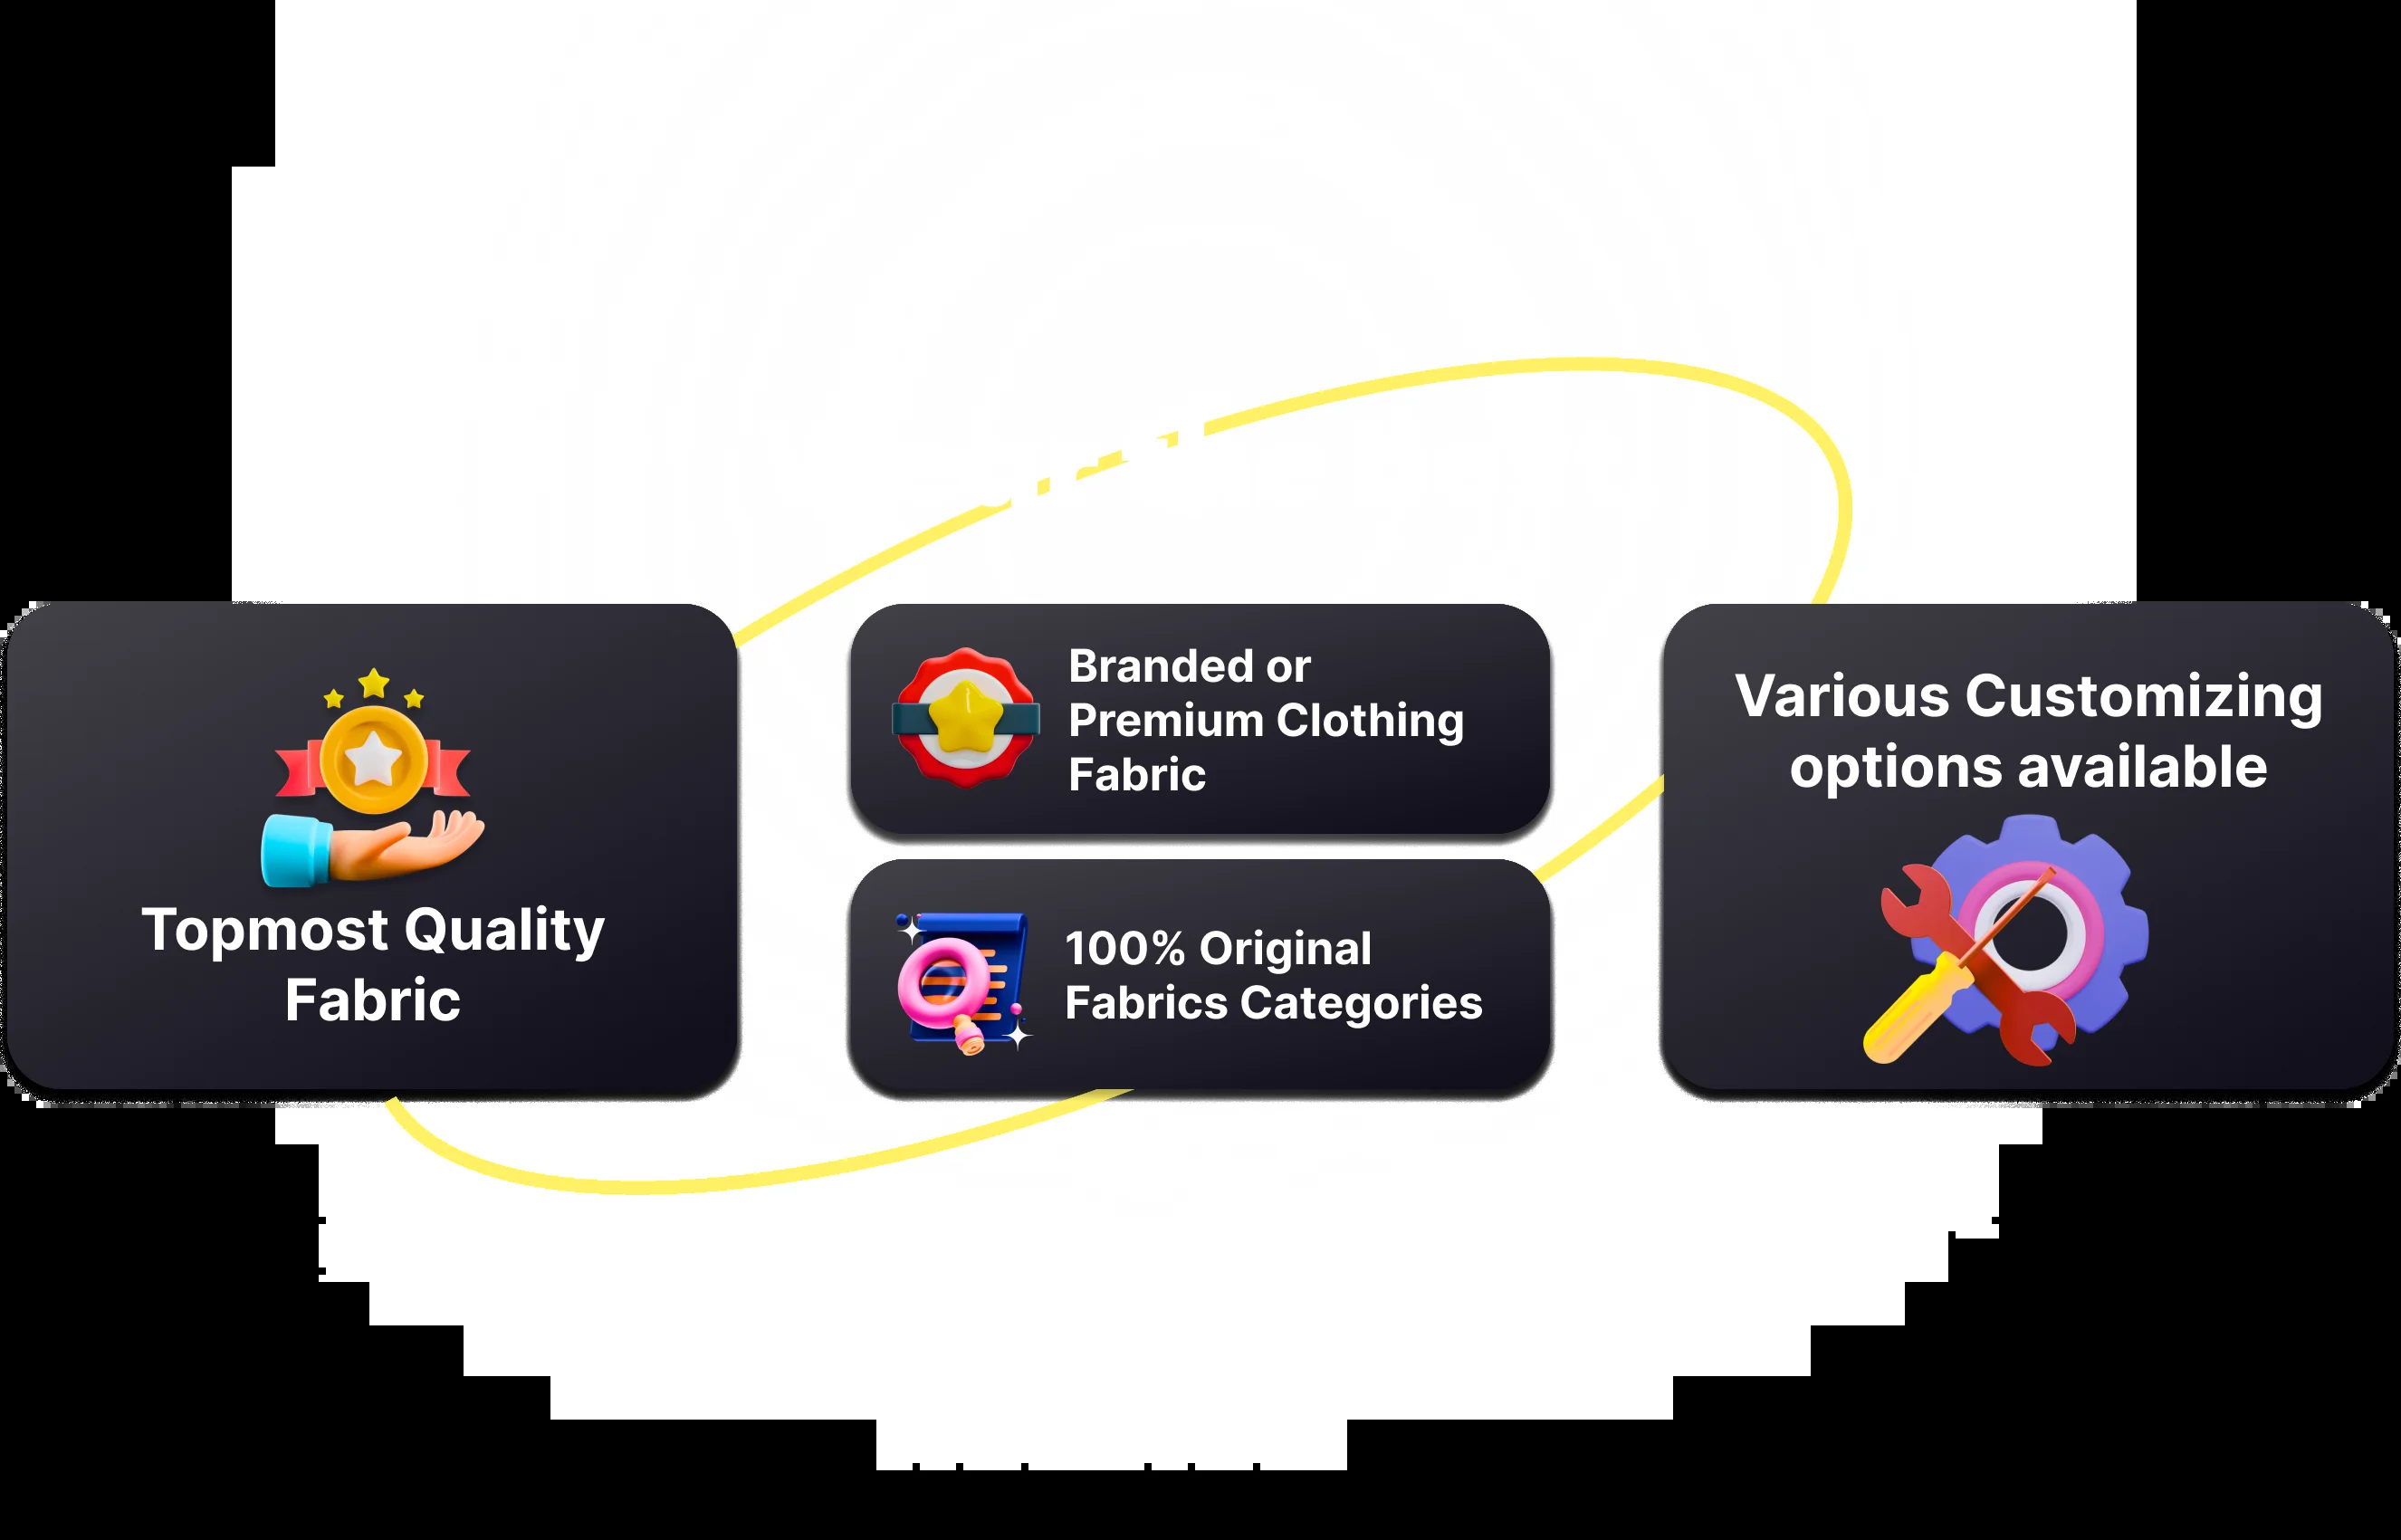 Topmost Quality
Fabric
Branded or
Premium Clothing
Fabric
100% Original
Fabrics Categories
Various Customizing
options available